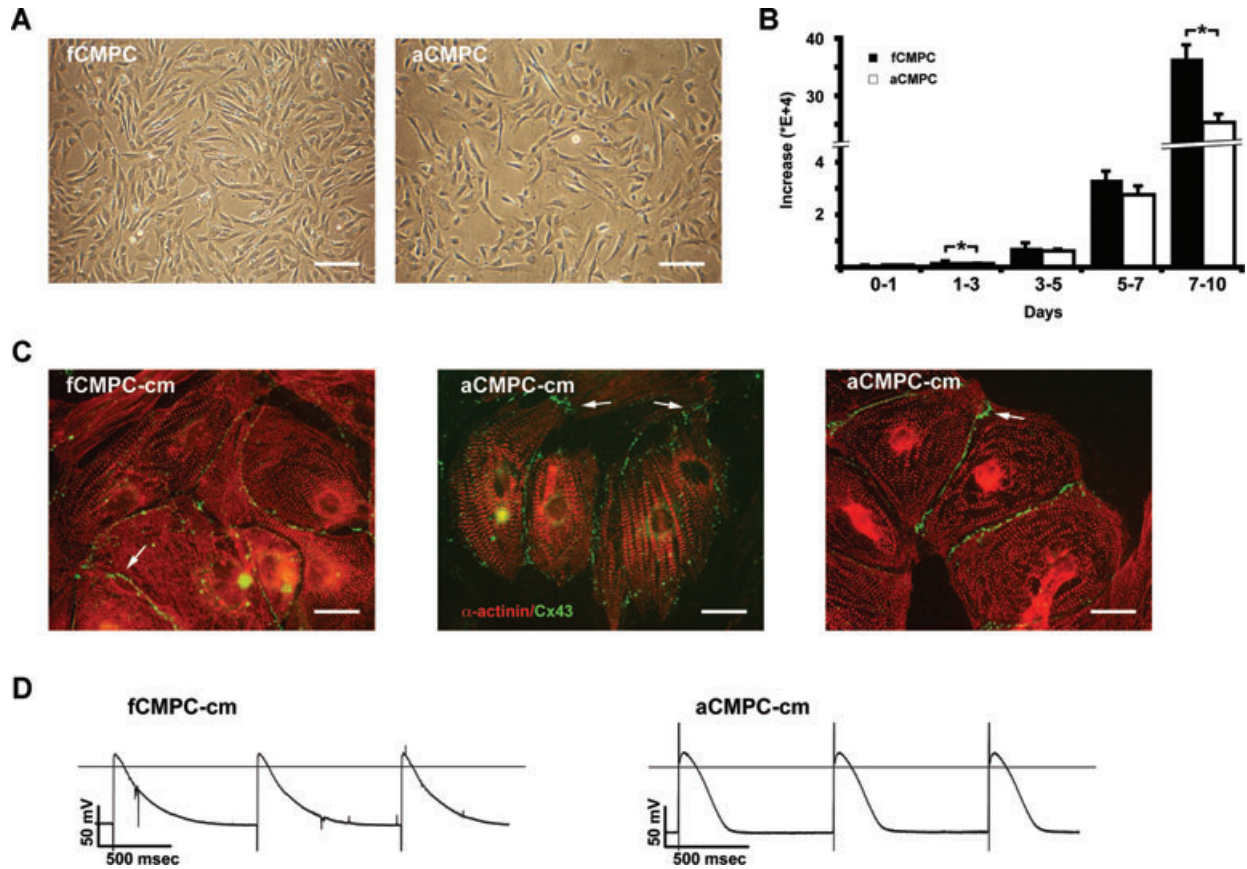 A
fCMPC
aCMPC
B
Increase (*E+4)
40
30
4
2
fCMPC
aCMPC
*
*
0-1 1-3 3-5 5-7 7-10
Days
C
fCMPC-cm
aCMPC-cm
α-actinin/Cx43
aCMPC-cm
D
fCMPC-cm
50 mV
500 msec
aCMPC-cm
50 mV
500 msec